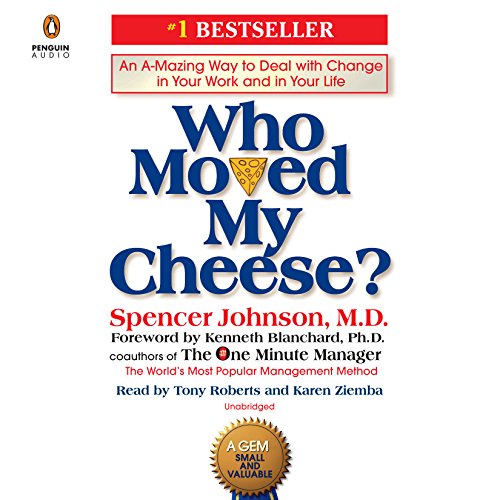 PENGUIN
AUDIO
#1 BESTSELLER
An A-Mazing Way to Deal with Change
in Your Work and in Your Life
Who
Moved
My
Cheese?
Spencer Johnson, M.D.
Foreword by Kenneth Blanchard, Ph.D.
coauthors of The One Minute Manager
The World's Most Popular Management Method
Read by Tony Roberts and Karen Ziemba
Unabridged
A GEM
SMALL
AND
VALUABLE